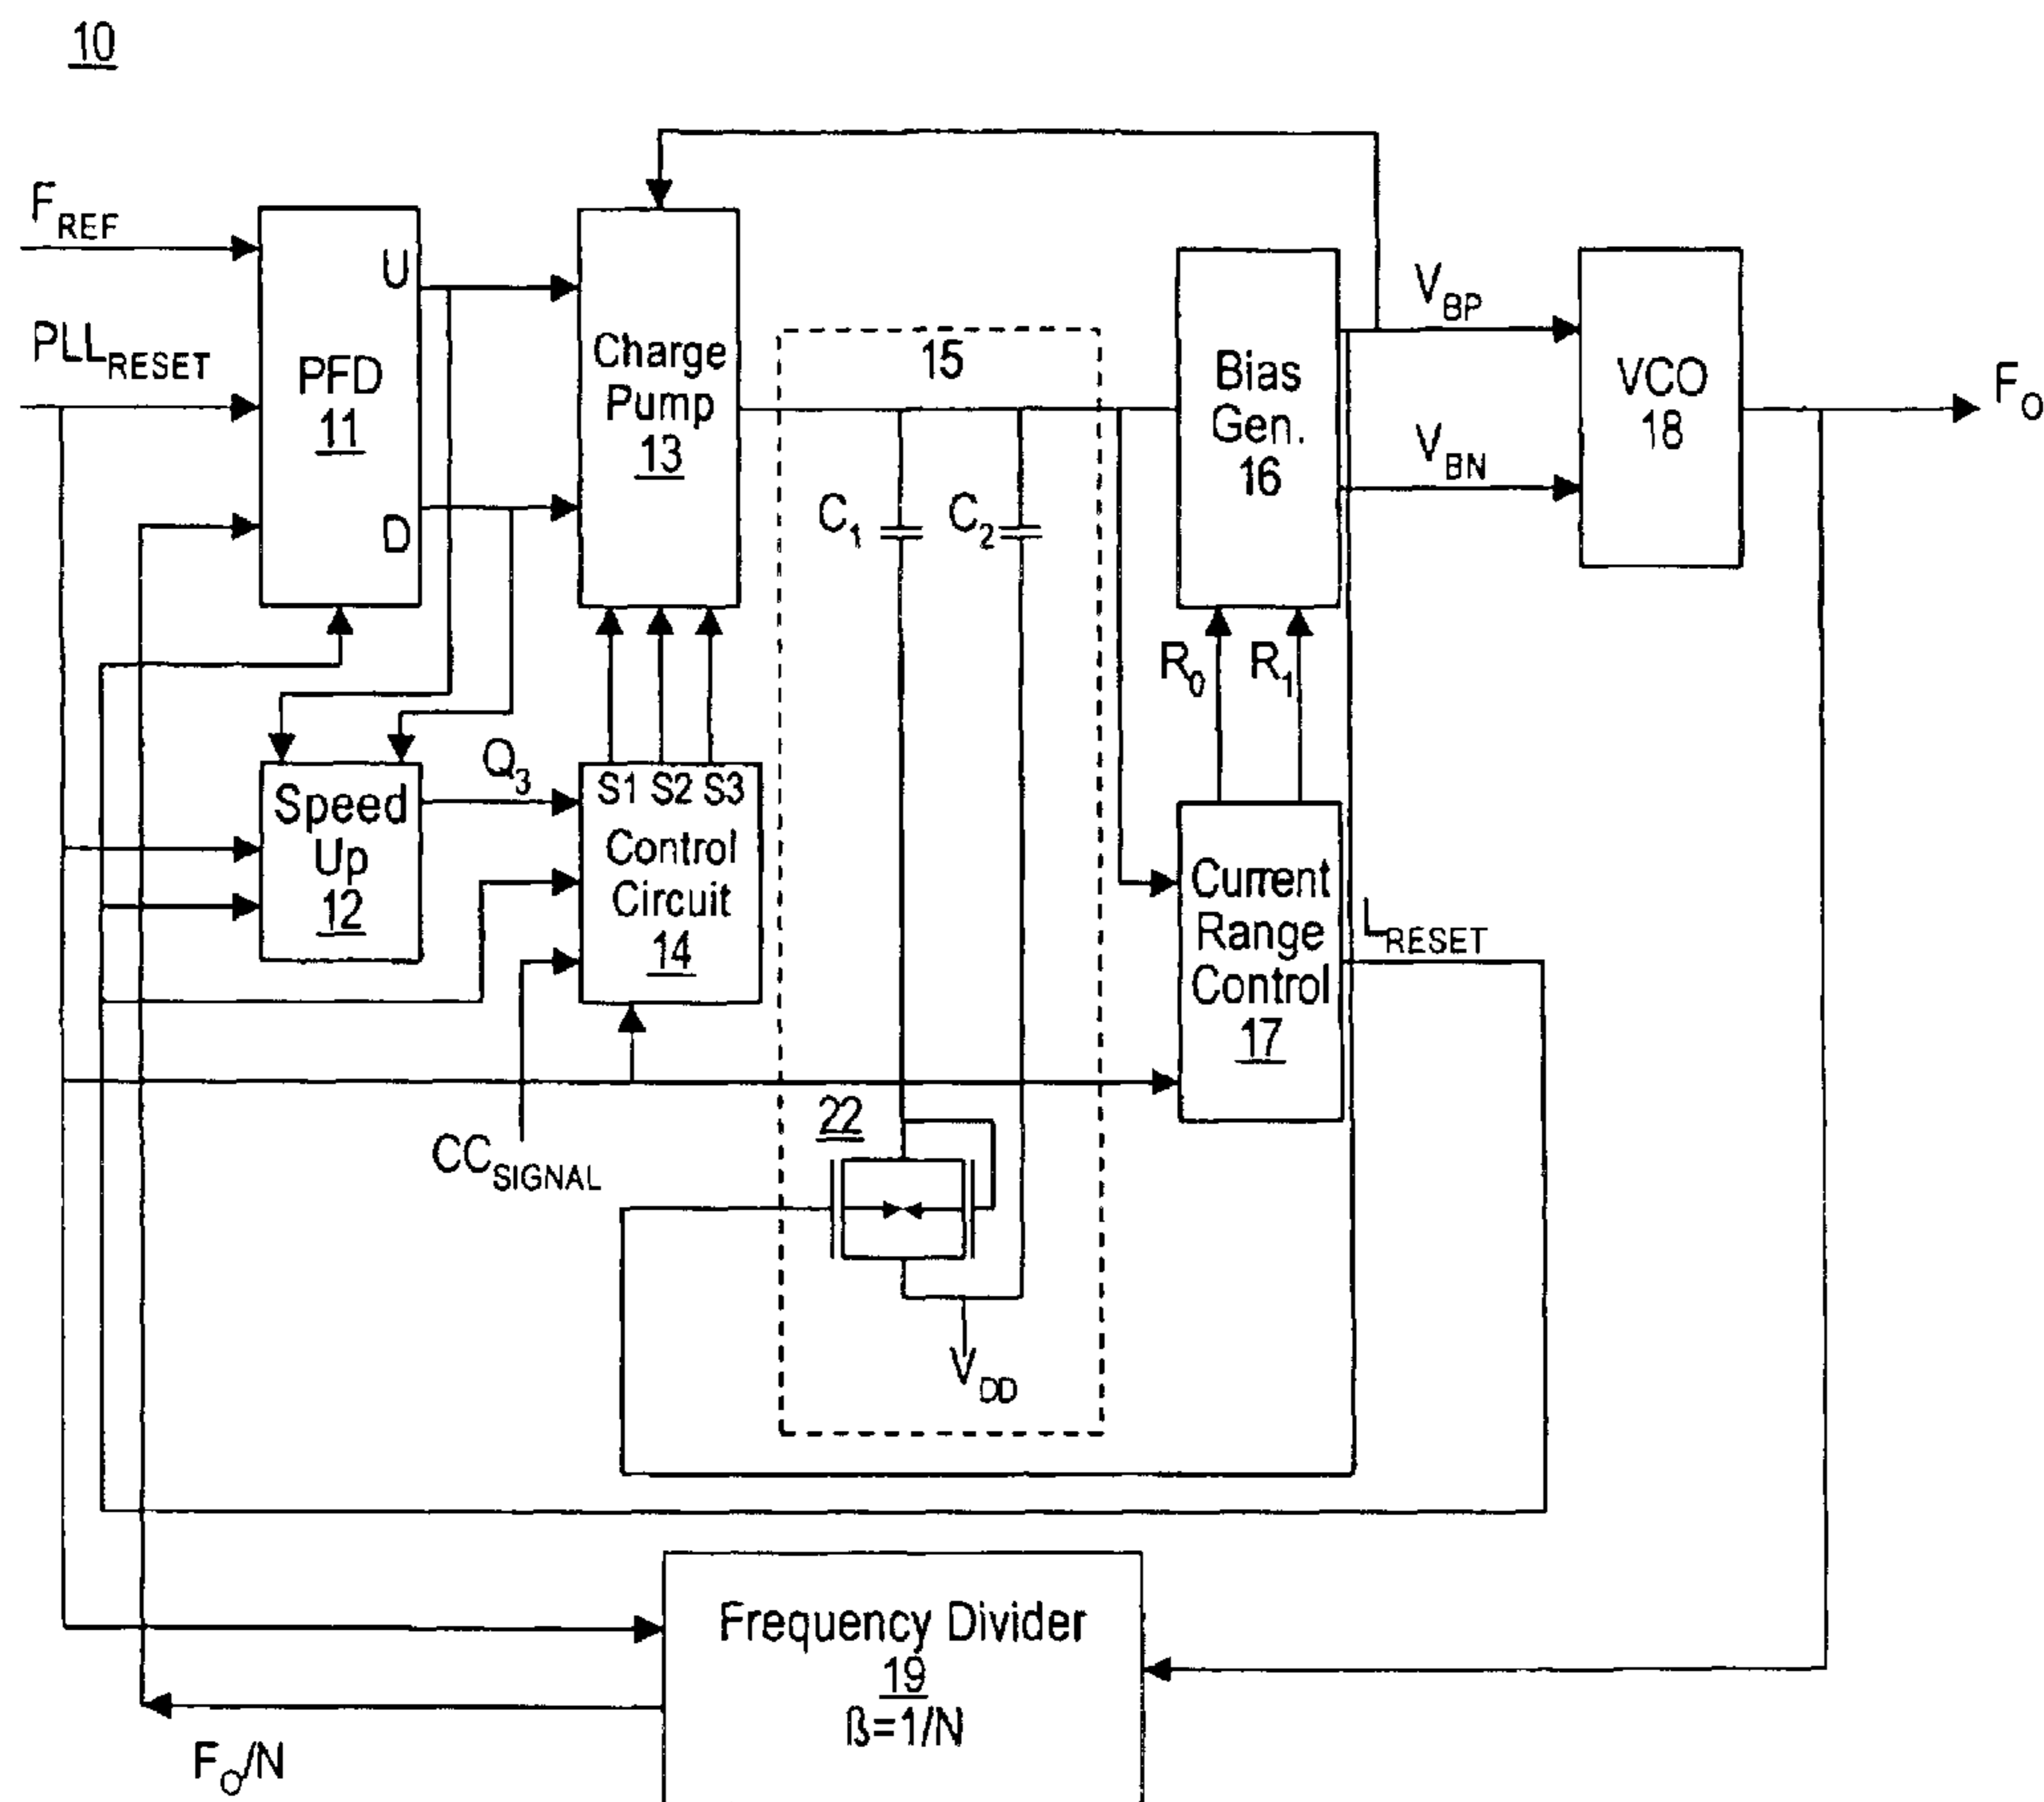 10
F_REF
PLL_RESET
PFD
11
U
D
Charge
Pump
13
15
C_1
C_2
Bias
Gen.
16
V_BP
V_BN
VCO
18
F_O
R_0
R_1
Speed
Up
12
Q_3
S1 S2 S3
Control
Circuit
14
CC_SIGNAL
Current
Range
Control
17
L_RESET
22
V_DD
Frequency Divider
19
ß=1/N
F_O/N